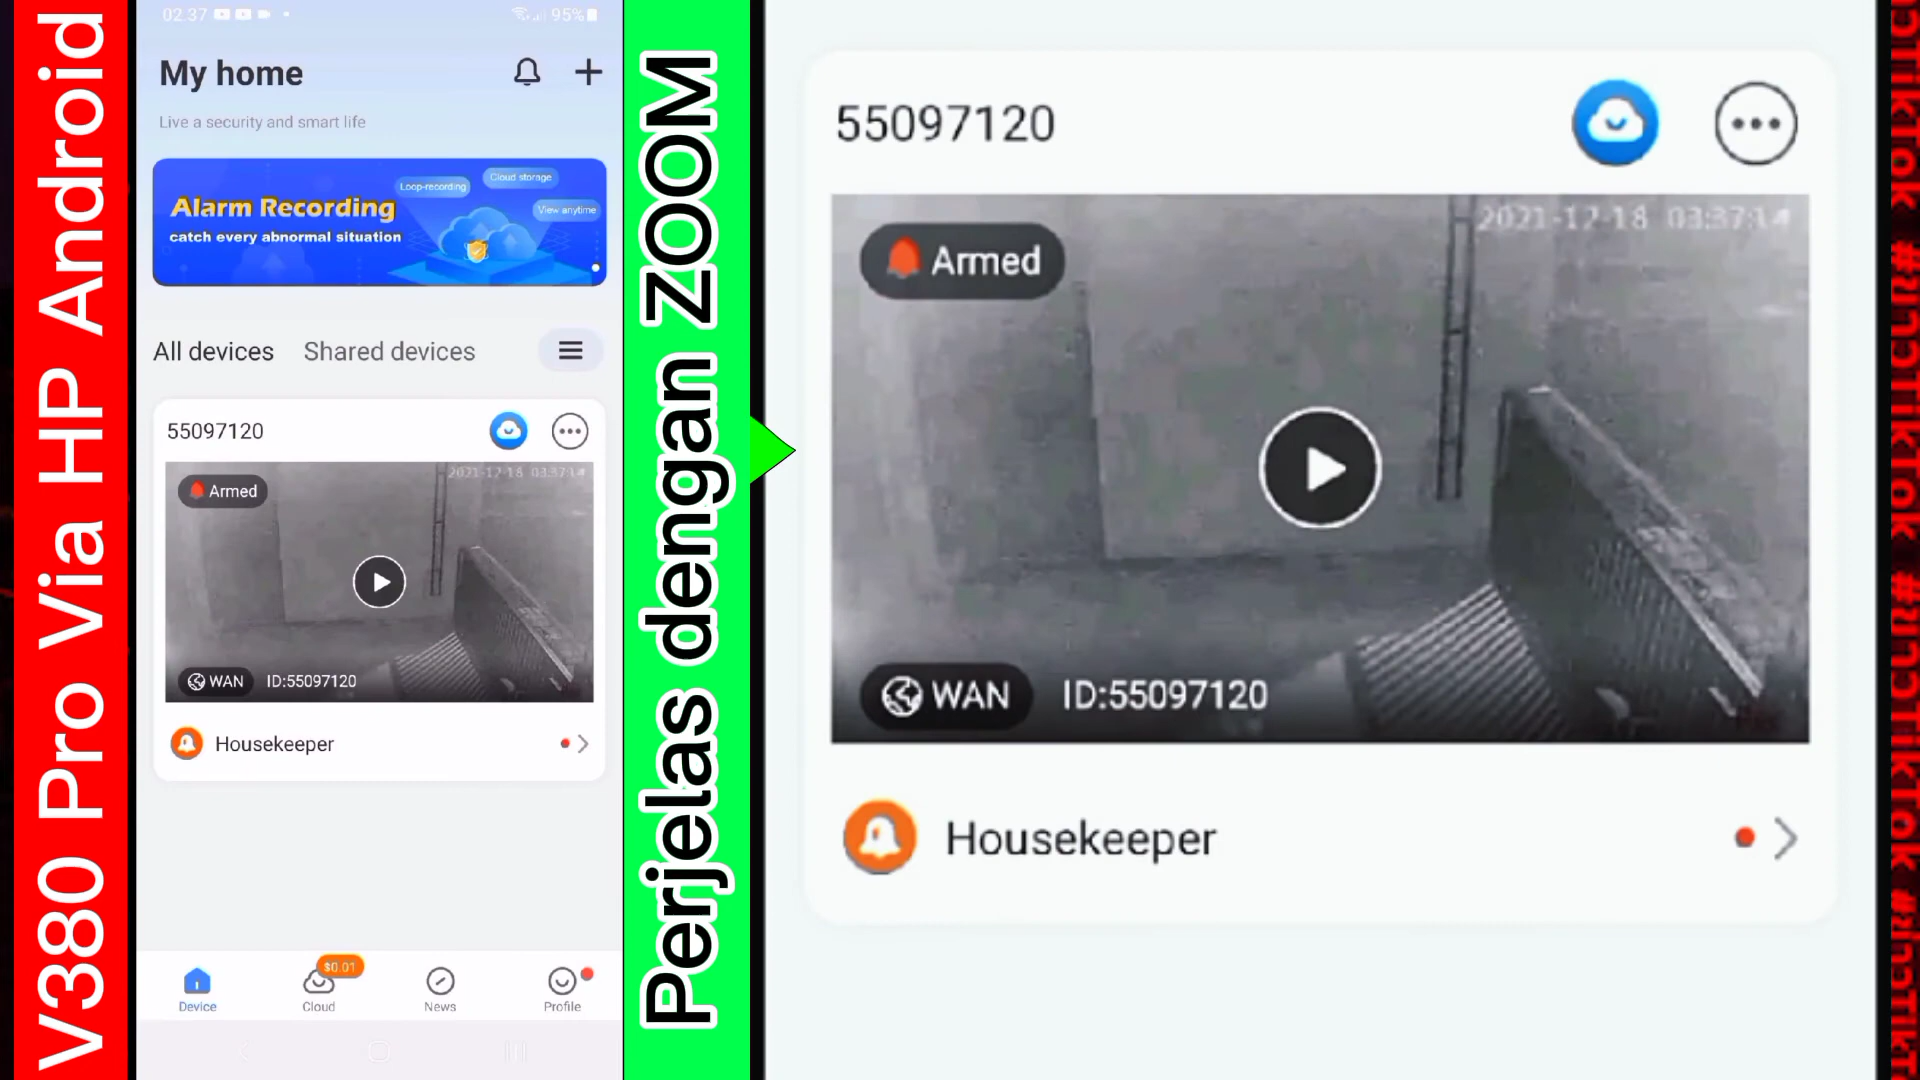 V380 Pro Via HP Android
02.37
95%
My home
Live a security and smart life
Loop-recording
Cloud storage
View anytime
Alarm Recording
catch every abnormal situation
All devices
Shared devices
55097120
2021-12-18 03:37:14
Armed
WAN
ID:55097120
Housekeeper
$0.01
Device
Cloud
News
Profile
Perjelas dengan ZOOM
55097120
2021-12-18 03:37:14
Armed
WAN
ID:55097120
Housekeeper